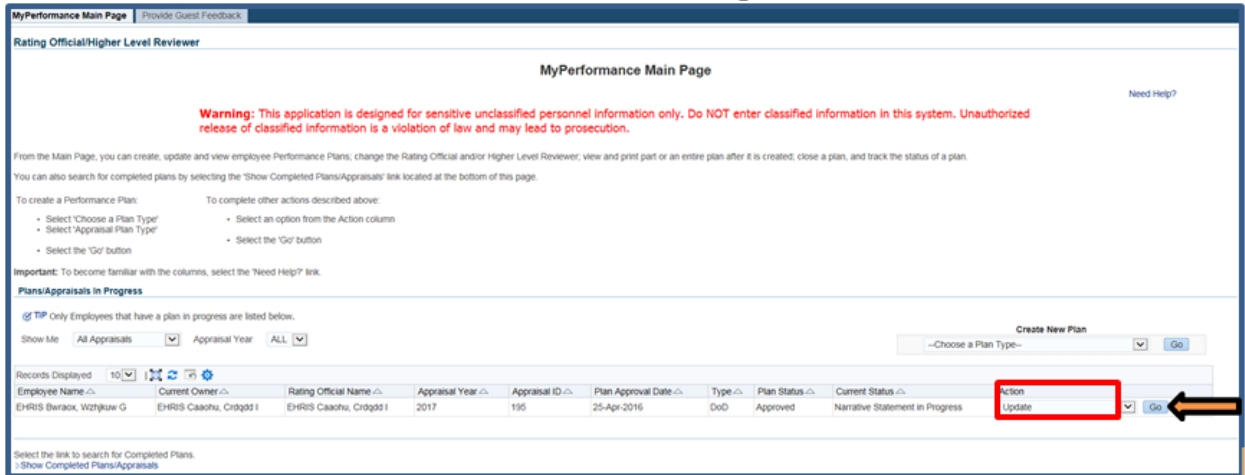 MyPerformance Main Page Provide Guest Feedback
Rating Official/Higher Level Reviewer
MyPerformance Main Page
Need Help?
Warning: This application is designed for sensitive unclassified personnel information only. Do NOT enter classified information in this system. Unauthorized
release of classified information is a violation of law and may lead to prosecution.
From the Main Page, you can create, update and view employee Performance Plans; change the Rating Official and/or Higher Level Reviewer; view and print part or an entire plan after it is created; close a plan, and track the status of a plan.
You can also search for completed plans by selecting the 'Show Completed Plans/Appraisals' link located at the bottom of this page.
To create a Performance Plan: To complete other actions described above:
• Select 'Choose a Plan Type' • Select an option from the Action column
• Select 'Appraisal Plan Type'
• Select the 'Go' button
• Select the 'Go' button
Important: To become familiar with the columns, select the 'Need Help?' link.
Plans/Appraisals in Progress
TIP Only Employees that have a plan in progress are listed below.
Create New Plan
Show Me All Appraisals Appraisal Year ALL --Choose a Plan Type-- Go
Records Displayed 10
Employee Name Current Owner Rating Official Name Appraisal Year Appraisal ID Plan Approval Date Type Plan Status Current Status Action
EHRIS Bwraox, Wzhjkuw G EHRIS Caaohu, Crdqdd I EHRIS Caaohu, Crdqdd I 2017 195 25-Apr-2016 DoD Approved Narrative Statement in Progress Update Go
Select the link to search for Completed Plans.
Show Completed Plans/Appraisals